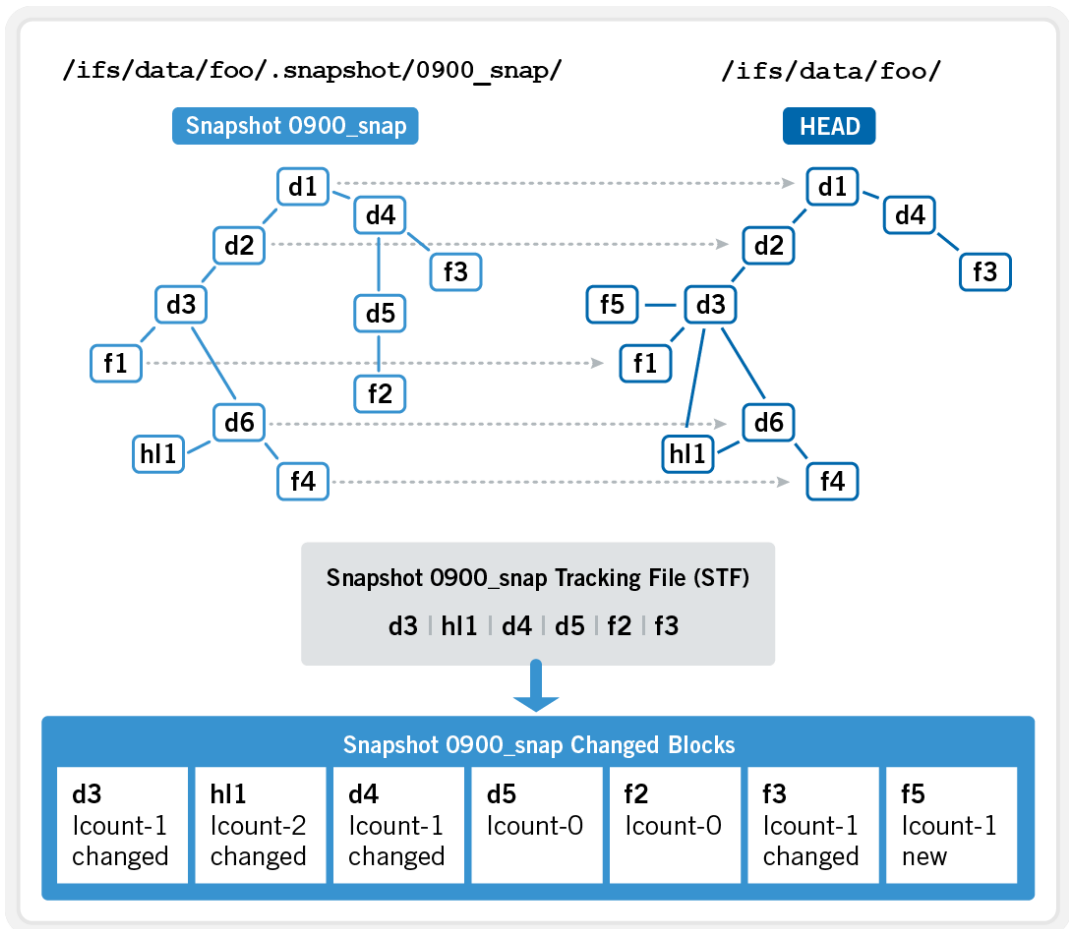 /ifs/data/foo/.snapshot/0900_snap/
/ifs/data/foo/
Snapshot 0900_snap
HEAD
d1
d4
d2
f3
d3
d5
f1
f2
d6
hl1
f4
d1
d4
d2
f3
f5
d3
f1
d6
hl1
f4
Snapshot 0900_snap Tracking File (STF)
d3 | hl1 | d4 | d5 | f2 | f3
Snapshot 0900_snap Changed Blocks
d3
lcount-1
changed
hl1
lcount-2
changed
d4
lcount-1
changed
d5
lcount-0
f2
lcount-0
f3
lcount-1
changed
f5
lcount-1
new